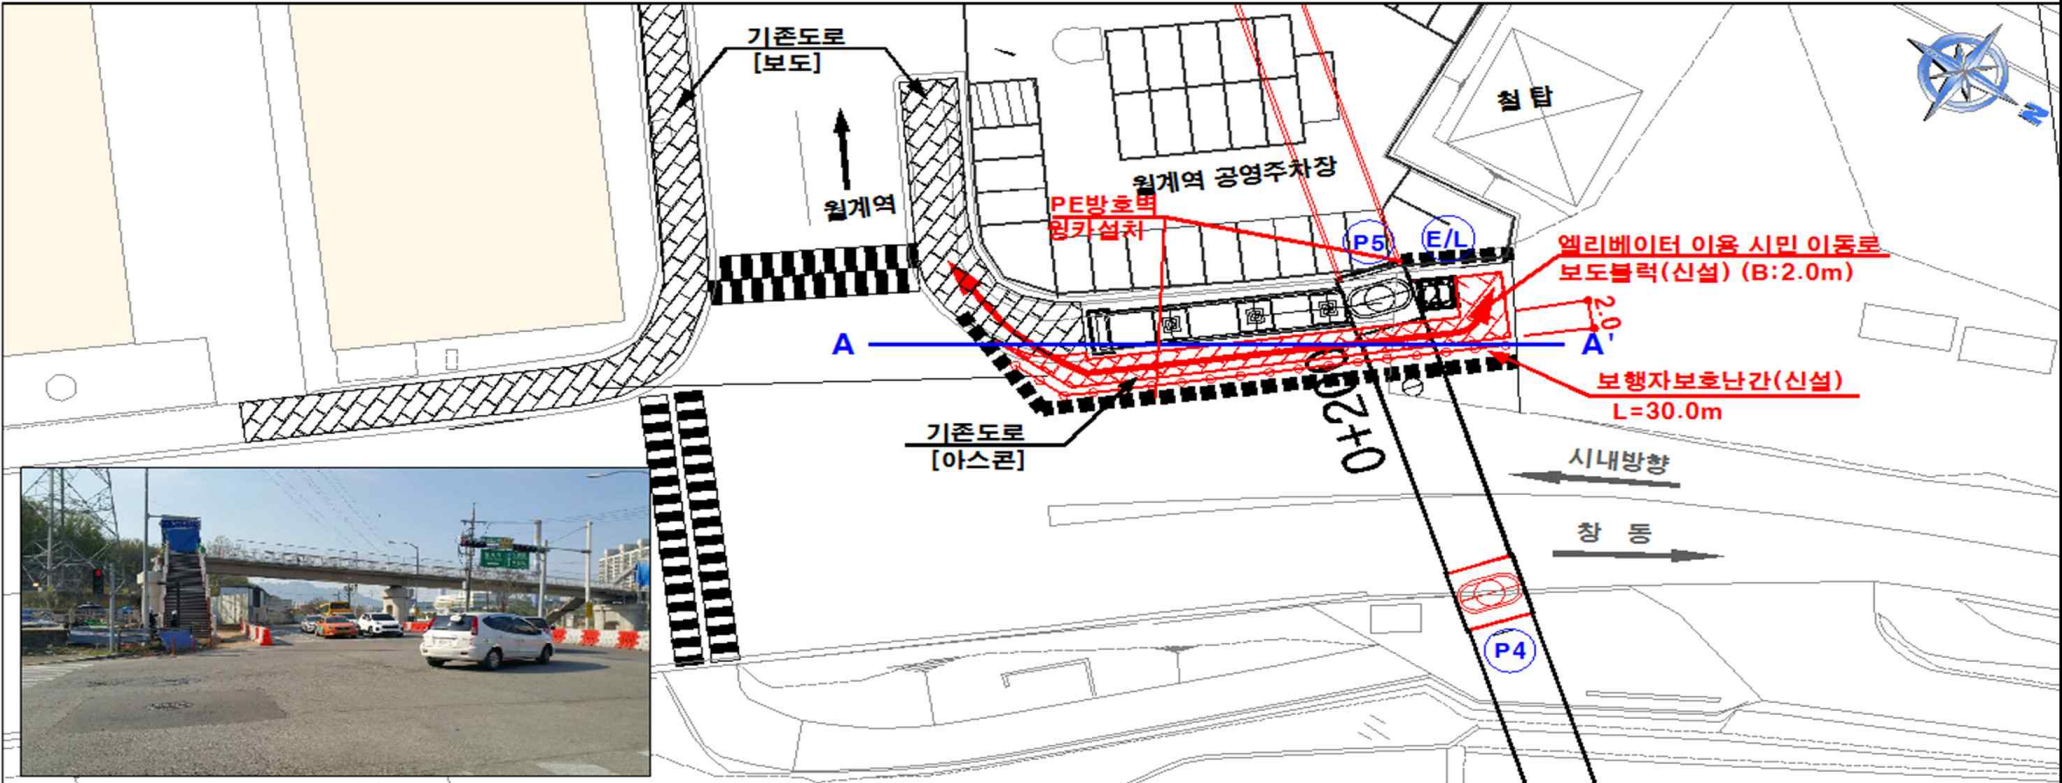 기존도로
[보도]
월계역
철 탑
월계역 공영주차장
PE방호벽
윙카설치
P5
E/L
N
엘리베이터 이용 시민 이동로
보도블럭(신설) (B:2.0m)
2.0
A
A'
보행자보호난간(신설)
L=30.0m
기존도로
[아스콘]
0+200
시내방향
창 동
P4